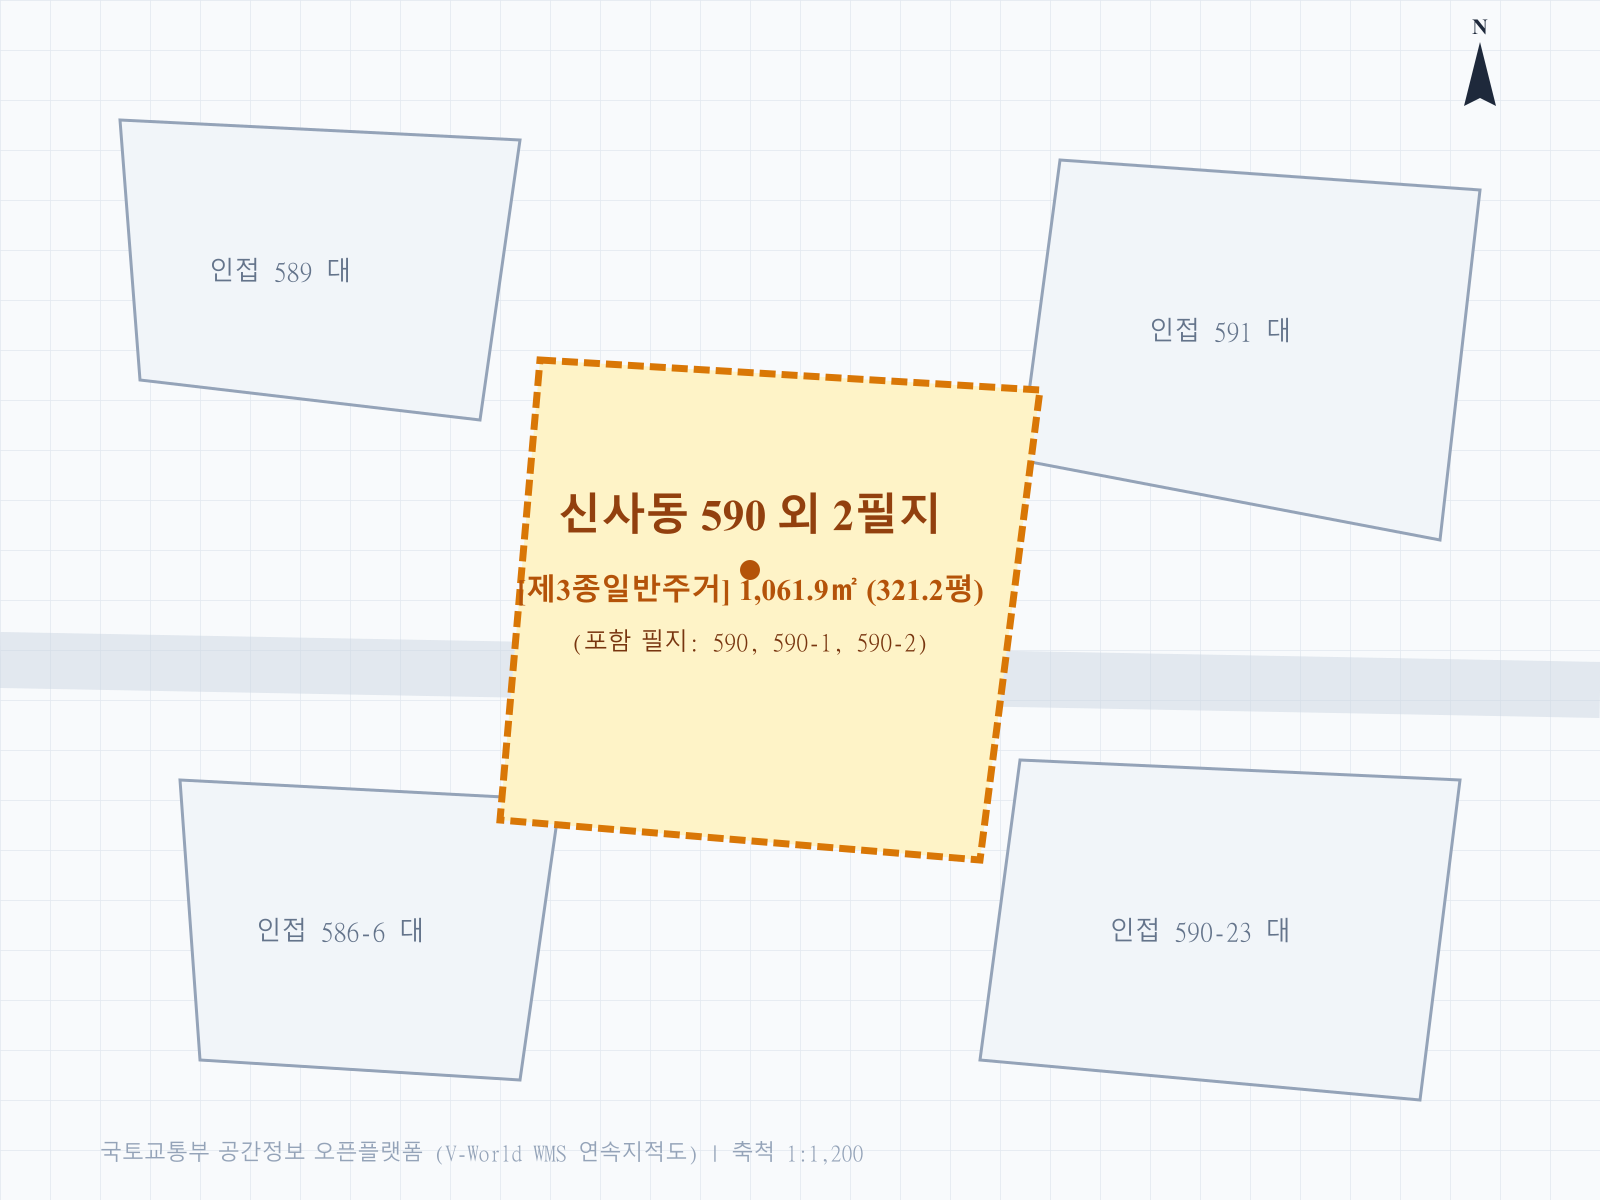 N
인접 589 대
인접 591 대
신사동 590 외 2필지
[제3종일반주거] 1,061.9㎡ (321.2평)
(포함 필지: 590, 590-1, 590-2)
인접 586-6 대
인접 590-23 대
국토교통부 공간정보 오픈플랫폼 (V-World WMS 연속지적도) | 축척 1:1,200